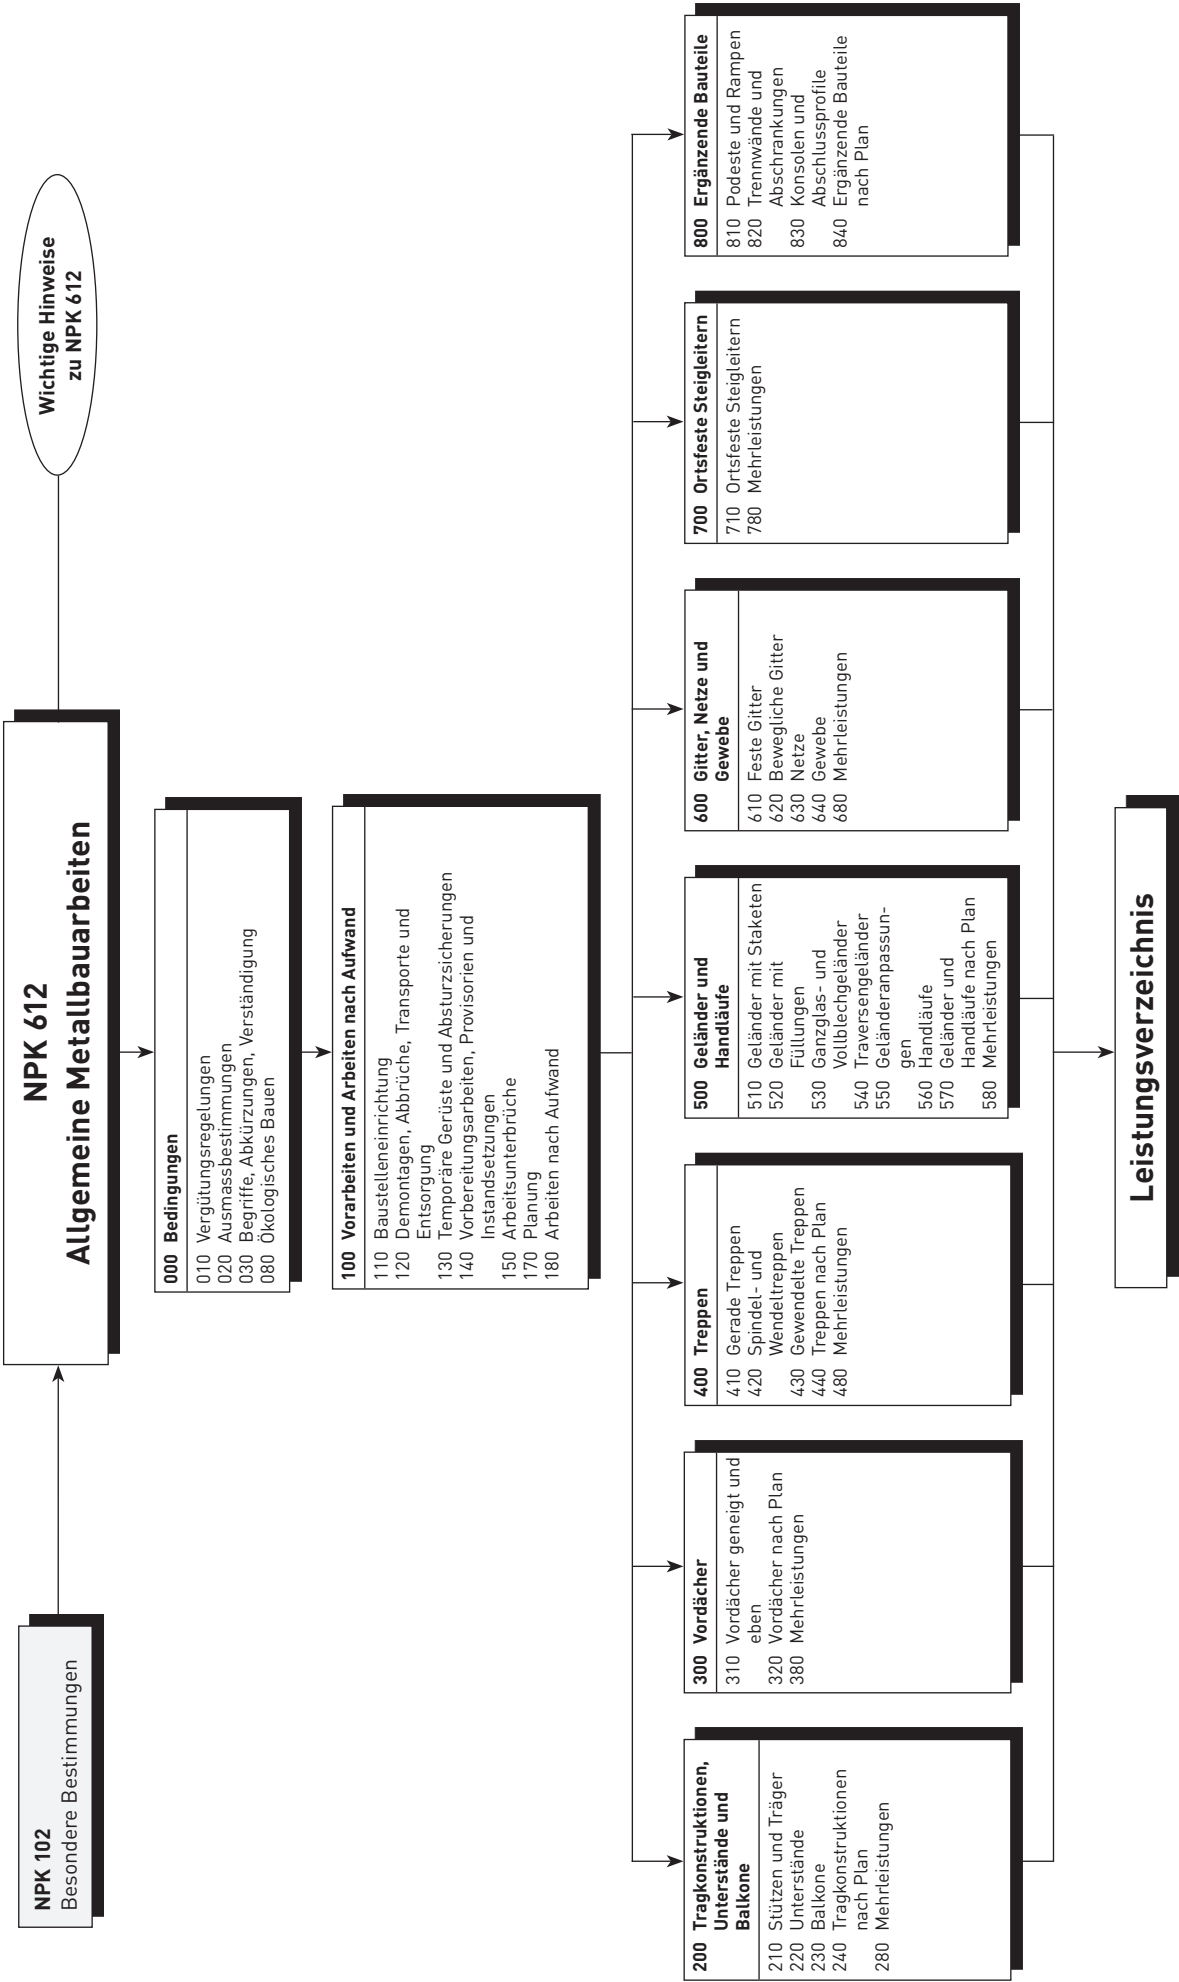 NPK 102
Besondere Bestimmungen
NPK 612
Allgemeine Metallbauarbeiten
Wichtige Hinweise
zu NPK 612
000 Bedingungen
010 Vergütungsregelungen
020 Ausmassbestimmungen
030 Begriffe, Abkürzungen, Verständigung
080 Ökologisches Bauen
100 Vorarbeiten und Arbeiten nach Aufwand
110 Baustelleneinrichtung
120 Demontagen, Abbrüche, Transporte und
Entsorgung
130 Temporäre Gerüste und Absturzsicherungen
140 Vorbereitungsarbeiten, Provisorien und
Instandsetzungen
150 Arbeitsunterbrüche
170 Planung
180 Arbeiten nach Aufwand
200 Tragkonstruktionen,
Unterstände und
Balkone
210 Stützen und Träger
220 Unterstände
230 Balkone
240 Tragkonstruktionen
nach Plan
280 Mehrleistungen
300 Vordächer
310 Vordächer geneigt und
eben
320 Vordächer nach Plan
380 Mehrleistungen
400 Treppen
410 Gerade Treppen
420 Spindel- und
Wendeltreppen
430 Gewendelte Treppen
440 Treppen nach Plan
480 Mehrleistungen
500 Geländer und
Handläufe
510 Geländer mit Staketen
520 Geländer mit
Füllungen
530 Ganzglas- und
Vollblechgeländer
540 Traversengeländer
550 Geländeranpassun-
gen
560 Handläufe
570 Geländer und
Handläufe nach Plan
580 Mehrleistungen
600 Gitter, Netze und
Gewebe
610 Feste Gitter
620 Bewegliche Gitter
630 Netze
640 Gewebe
680 Mehrleistungen
700 Ortsfeste Steigleitern
710 Ortsfeste Steigleitern
780 Mehrleistungen
800 Ergänzende Bauteile
810 Podeste und Rampen
820 Trennwände und
Abschrankungen
830 Konsolen und
Abschlussprofile
840 Ergänzende Bauteile
nach Plan
Leistungsverzeichnis